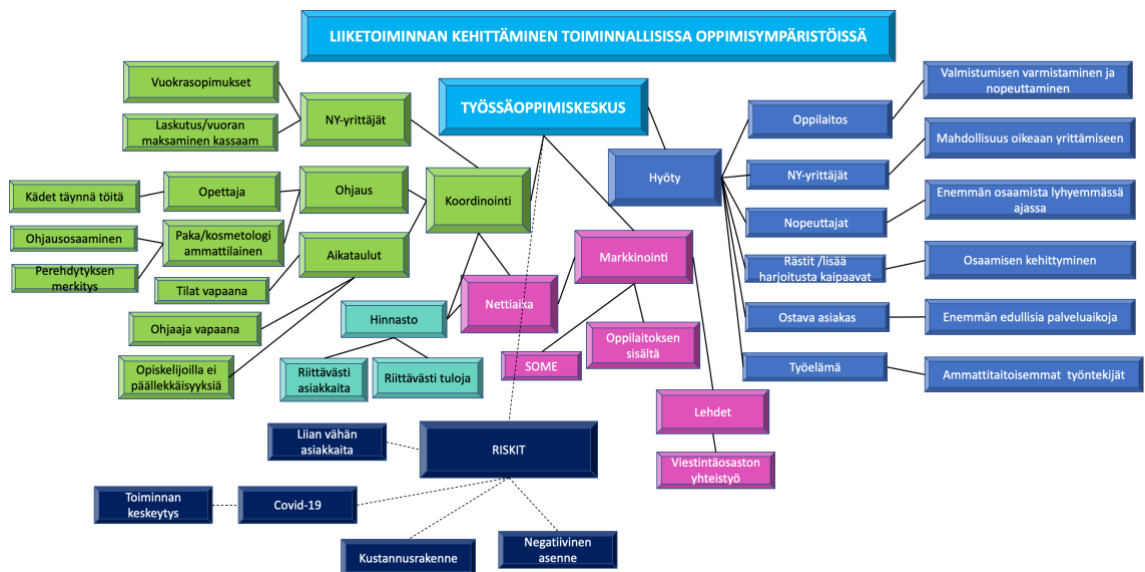 LIIKETOIMINNAN KEHITTÄMINEN TOIMINNALLISISSA OPPIMISYMPÄRISTÖISSÄ
TYÖSSÄOPPIMISKESKUS
Vuokrasopimukset
Laskutus/vuoran
maksaminen kassaam
NY-yrittäjät
Kädet täynnä töitä
Opettaja
Ohjaus
Koordinointi
Ohjausosaaminen
Paka/kosmetologi
ammattilainen
Perehdytyksen
merkitys
Aikataulut
Tilat vapaana
Ohjaaja vapaana
Opiskelijoilla ei
päällekkäisyyksiä
Hinnasto
Riittävästi
asiakkaita
Riittävästi tuloja
Nettiaika
Markkinointi
SOME
Oppilaitoksen
sisältä
Lehdet
Viestintäosaston
yhteistyö
Hyöty
Oppilaitos
Valmistumisen varmistaminen ja
nopeuttaminen
NY-yrittäjät
Mahdollisuus oikeaan yrittämiseen
Nopeuttajat
Enemmän osaamista lyhyemmässä
ajassa
Rästit /lisää
harjoitusta kaipaavat
Osaamisen kehittyminen
Ostava asiakas
Enemmän edullisia palveluaikoja
Työelämä
Ammattitaitoisemmat työntekijät
RISKIT
Liian vähän
asiakkaita
Toiminnan
keskeytys
Covid-19
Kustannusrakenne
Negatiivinen
asenne